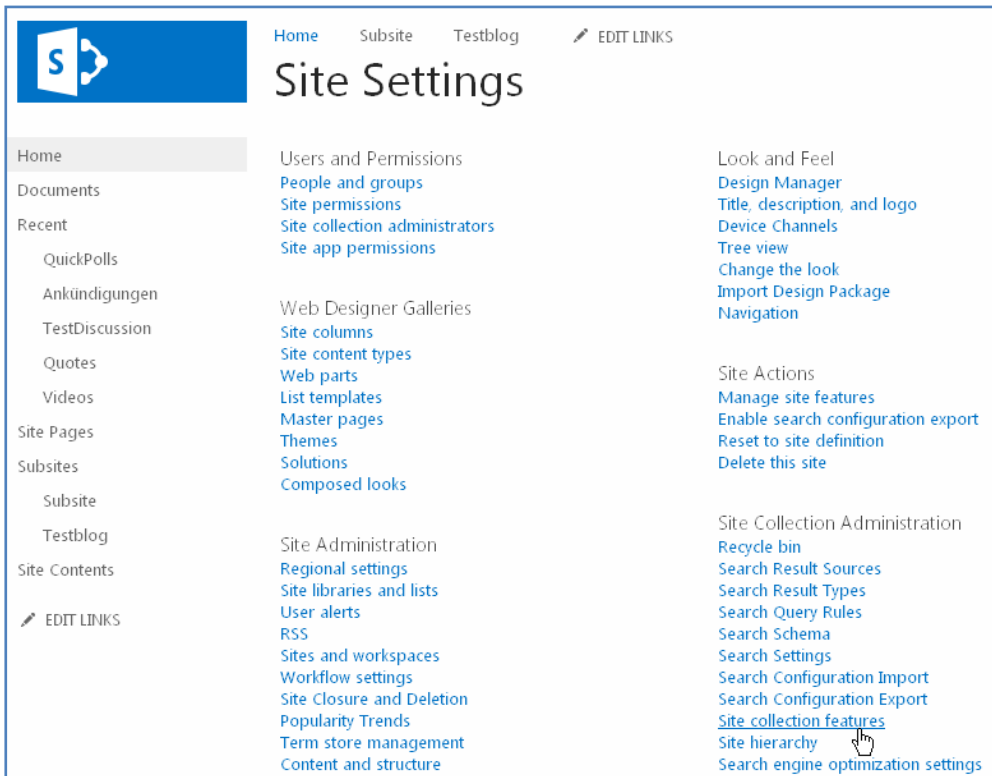 S
Home Subsite Testblog EDIT LINKS
Site Settings
Home
Documents
Recent
QuickPolls
Ankündigungen
TestDiscussion
Quotes
Videos
Site Pages
Subsites
Subsite
Testblog
Site Contents
EDIT LINKS
Users and Permissions
People and groups
Site permissions
Site collection administrators
Site app permissions
Web Designer Galleries
Site columns
Site content types
Web parts
List templates
Master pages
Themes
Solutions
Composed looks
Site Administration
Regional settings
Site libraries and lists
User alerts
RSS
Sites and workspaces
Workflow settings
Site Closure and Deletion
Popularity Trends
Term store management
Content and structure
Look and Feel
Design Manager
Title, description, and logo
Device Channels
Tree view
Change the look
Import Design Package
Navigation
Site Actions
Manage site features
Enable search configuration export
Reset to site definition
Delete this site
Site Collection Administration
Recycle bin
Search Result Sources
Search Result Types
Search Query Rules
Search Schema
Search Settings
Search Configuration Import
Search Configuration Export
Site collection features
Site hierarchy
Search engine optimization settings